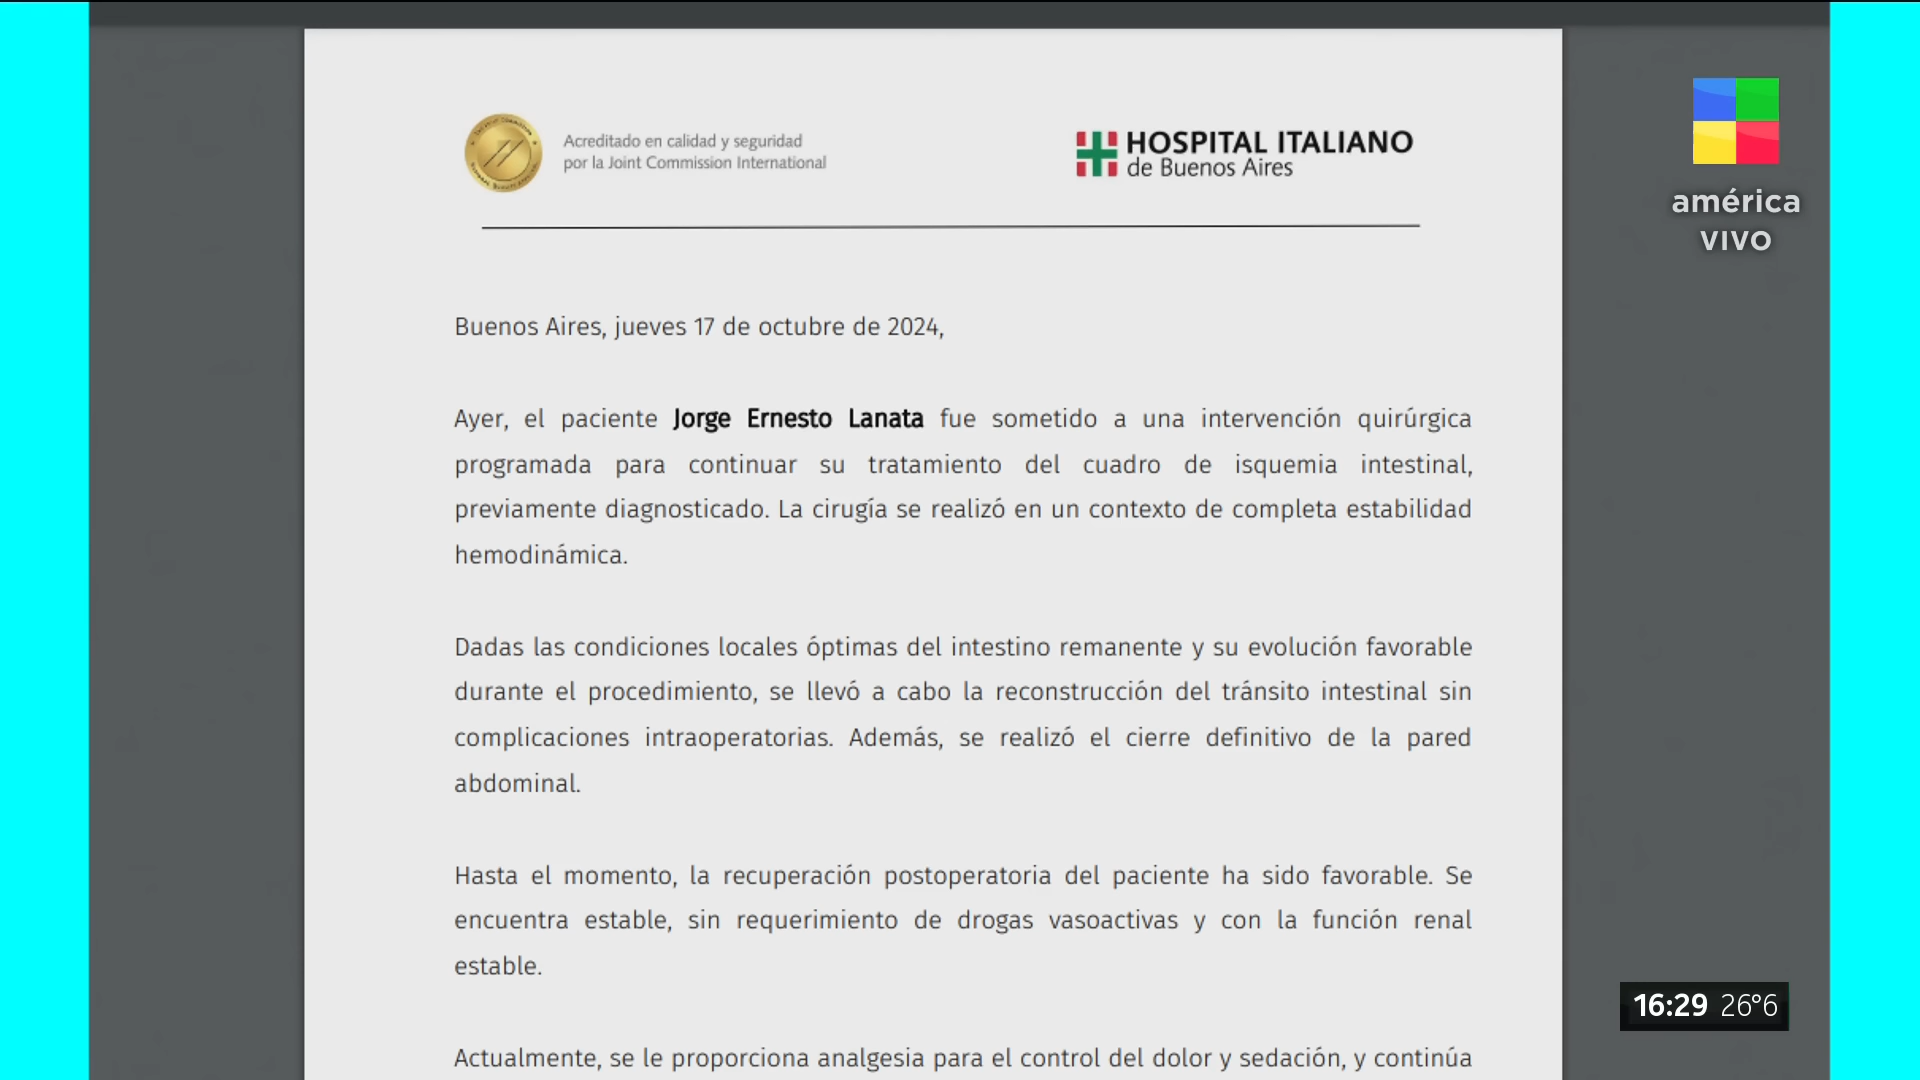 Acreditado en calidad y seguridad
por la Joint Commission International
HOSPITAL ITALIANO
de Buenos Aires
américa
VIVO
Buenos Aires, jueves 17 de octubre de 2024,
Ayer, el paciente Jorge Ernesto Lanata fue sometido a una intervención quirúrgica
programada para continuar su tratamiento del cuadro de isquemia intestinal,
previamente diagnosticado. La cirugía se realizó en un contexto de completa estabilidad
hemodinámica.
Dadas las condiciones locales óptimas del intestino remanente y su evolución favorable
durante el procedimiento, se llevó a cabo la reconstrucción del tránsito intestinal sin
complicaciones intraoperatorias. Además, se realizó el cierre definitivo de la pared
abdominal.
Hasta el momento, la recuperación postoperatoria del paciente ha sido favorable. Se
encuentra estable, sin requerimiento de drogas vasoactivas y con la función renal
estable.
Actualmente, se le proporciona analgesia para el control del dolor y sedación, y continúa
16:29 26°6